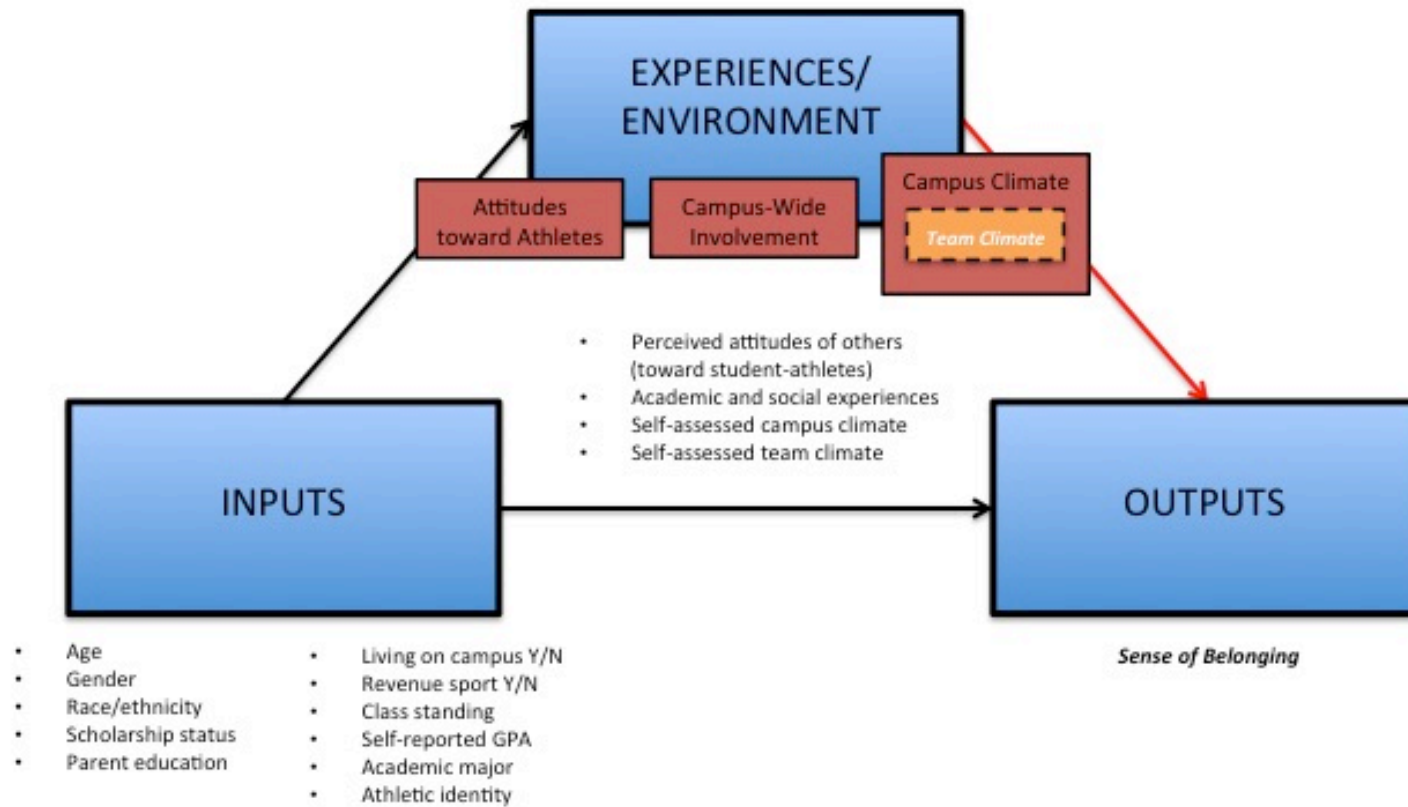 EXPERIENCES/
ENVIRONMENT
Attitudes
toward Athletes
Campus-Wide
Involvement
Campus Climate
Team Climate
• Perceived attitudes of others
(toward student-athletes)
• Academic and social experiences
• Self-assessed campus climate
• Self-assessed team climate
INPUTS
OUTPUTS
• Age
• Gender
• Race/ethnicity
• Scholarship status
• Parent education
• Living on campus Y/N
• Revenue sport Y/N
• Class standing
• Self-reported GPA
• Academic major
• Athletic identity
Sense of Belonging